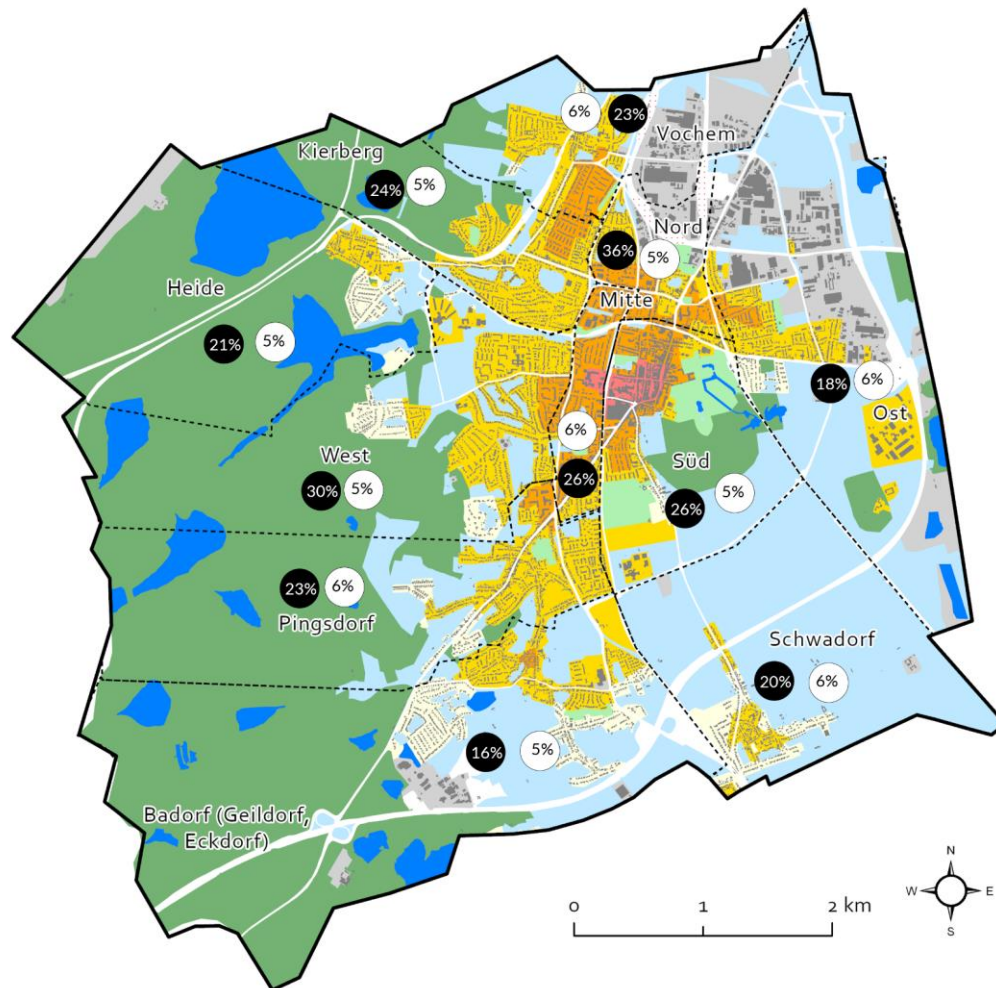 6% 23%
Vochem
Kierberg
24% 5%
Nord
36% 5%
Heide
Mitte
21% 5%
18% 6%
Ost
6%
26%
West
30% 5%
Süd
5%
26%
23% 6%
Pingsdorf
Schwadorf
20% 6%
16% 5%
Badorf (Geildorf,
Eckdorf)
0 1 2 km
N
W E
S